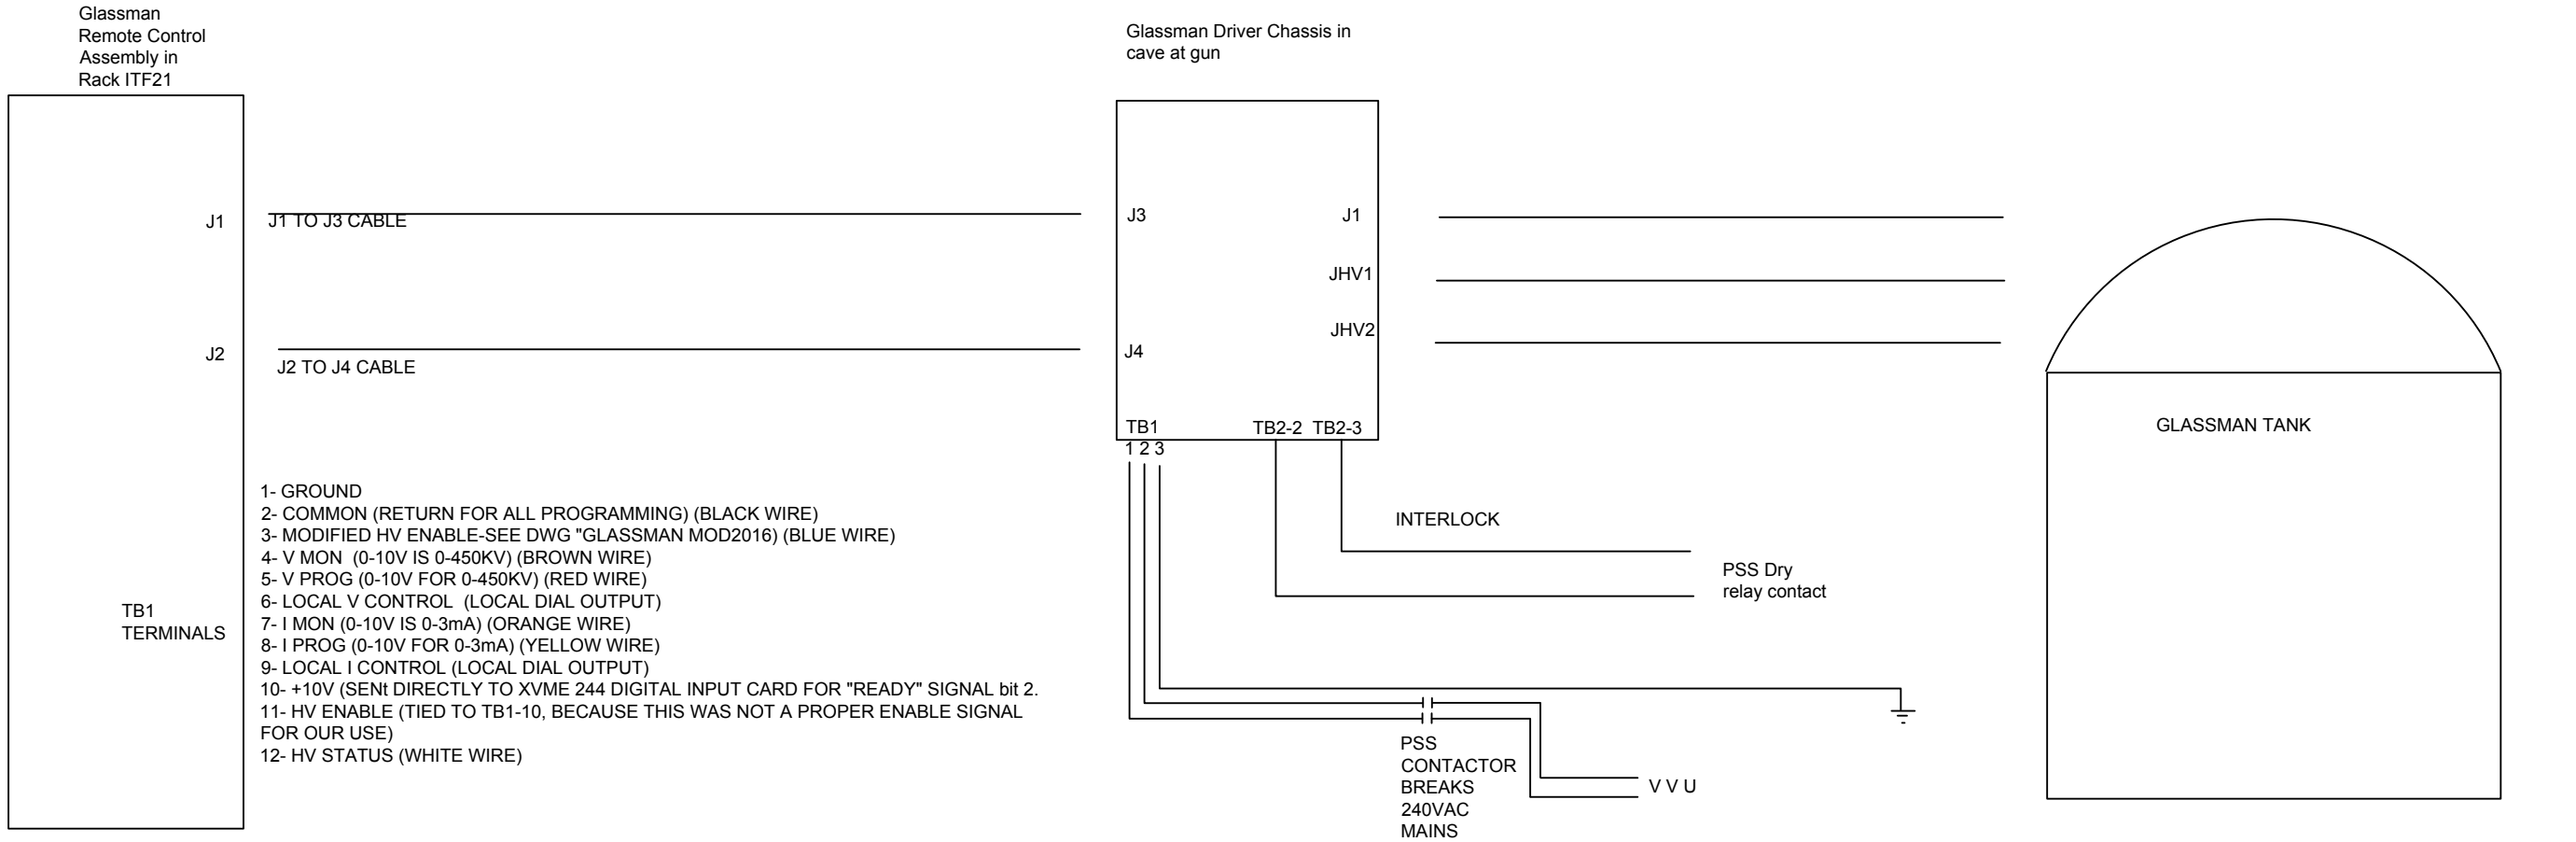 Glassman
Remote Control
Assembly in
Rack ITF21
J1
J2
TB1
TERMINALS
J1 TO J3 CABLE
J2 TO J4 CABLE
1- GROUND
2- COMMON (RETURN FOR ALL PROGRAMMING) (BLACK WIRE)
3- MODIFIED HV ENABLE-SEE DWG "GLASSMAN MOD2016) (BLUE WIRE)
4- V MON  (0-10V IS 0-450KV) (BROWN WIRE)
5- V PROG (0-10V FOR 0-450KV) (RED WIRE)
6- LOCAL V CONTROL  (LOCAL DIAL OUTPUT)
7- I MON (0-10V IS 0-3mA) (ORANGE WIRE)
8- I PROG (0-10V FOR 0-3mA) (YELLOW WIRE)
9- LOCAL I CONTROL (LOCAL DIAL OUTPUT)
10- +10V (SENt DIRECTLY TO XVME 244 DIGITAL INPUT CARD FOR "READY" SIGNAL bit 2.
11- HV ENABLE (TIED TO TB1-10, BECAUSE THIS WAS NOT A PROPER ENABLE SIGNAL
FOR OUR USE)
12- HV STATUS (WHITE WIRE)
Glassman Driver Chassis in
cave at gun
J3
J1
JHV1
JHV2
J4
TB1
TB2-2
TB2-3
1 2 3
INTERLOCK
PSS Dry
relay contact
PSS
CONTACTOR
BREAKS
240VAC
MAINS
V V U
GLASSMAN TANK